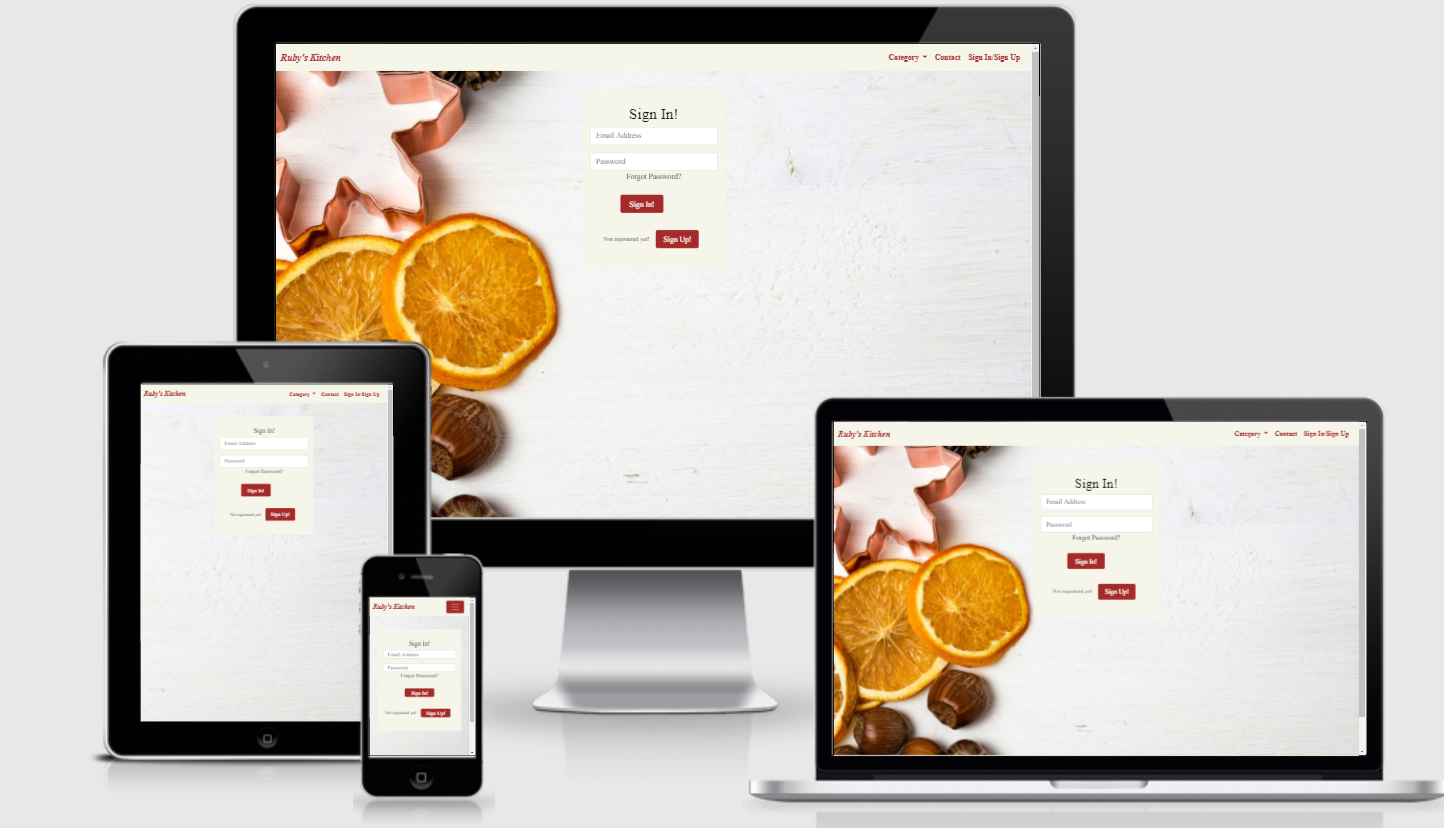 Ruby's Kitchen
Category Contact Sign In/Sign Up
Sign In!
Email Address
Password
Forgot Password?
Sign In!
Not registered yet? Sign Up!
Ruby's Kitchen
Category Contact Sign In/Sign Up
Sign In!
Email Address
Password
Forgot Password?
Sign In!
Not registered yet? Sign Up!
Ruby's Kitchen
Sign In!
Email Address
Password
Forgot Password?
Sign In!
Not registered yet? Sign Up!
Ruby's Kitchen
Category Contact Sign In/Sign Up
Sign In!
Email Address
Password
Forgot Password?
Sign In!
Not registered yet? Sign Up!